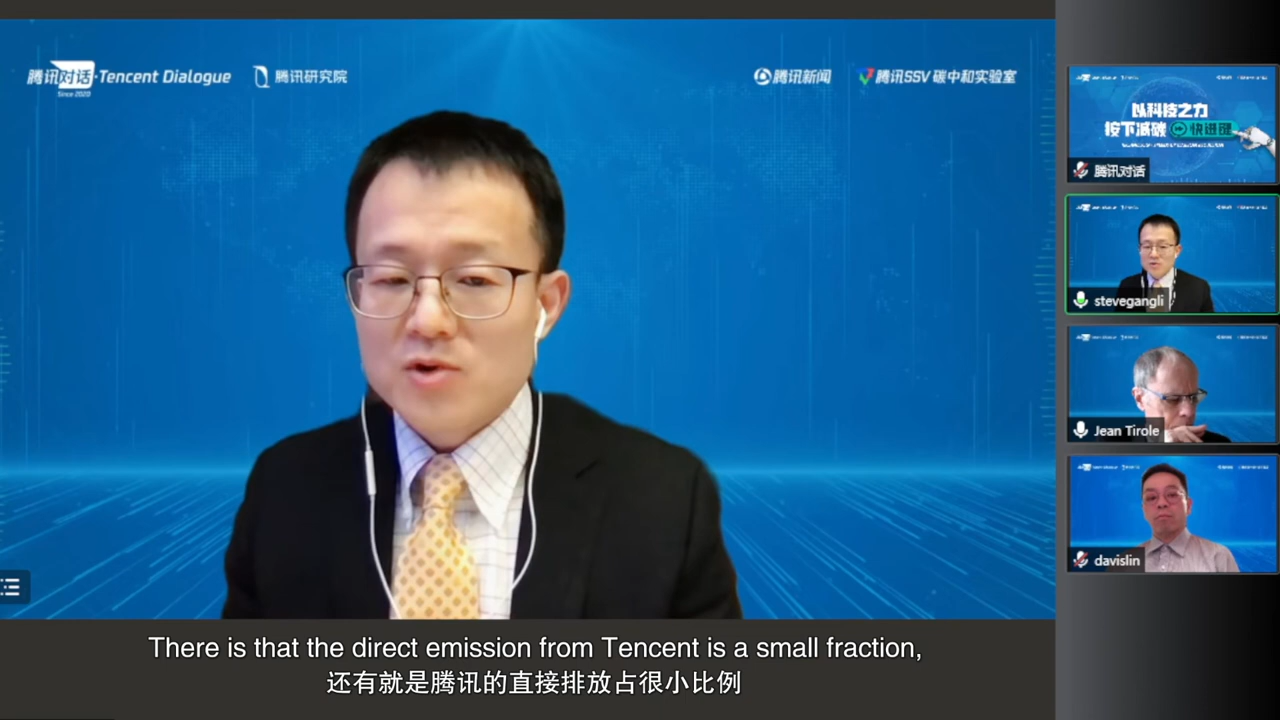 腾讯对话·Tencent Dialogue
Since 2020
腾讯研究院
腾讯新闻
腾讯SSV 碳中和实验室
以科技之力
按下减碳 快进键
腾讯对话
stevegangli
Jean Tirole
davislin
There is that the direct emission from Tencent is a small fraction,
还有就是腾讯的直接排放占很小比例